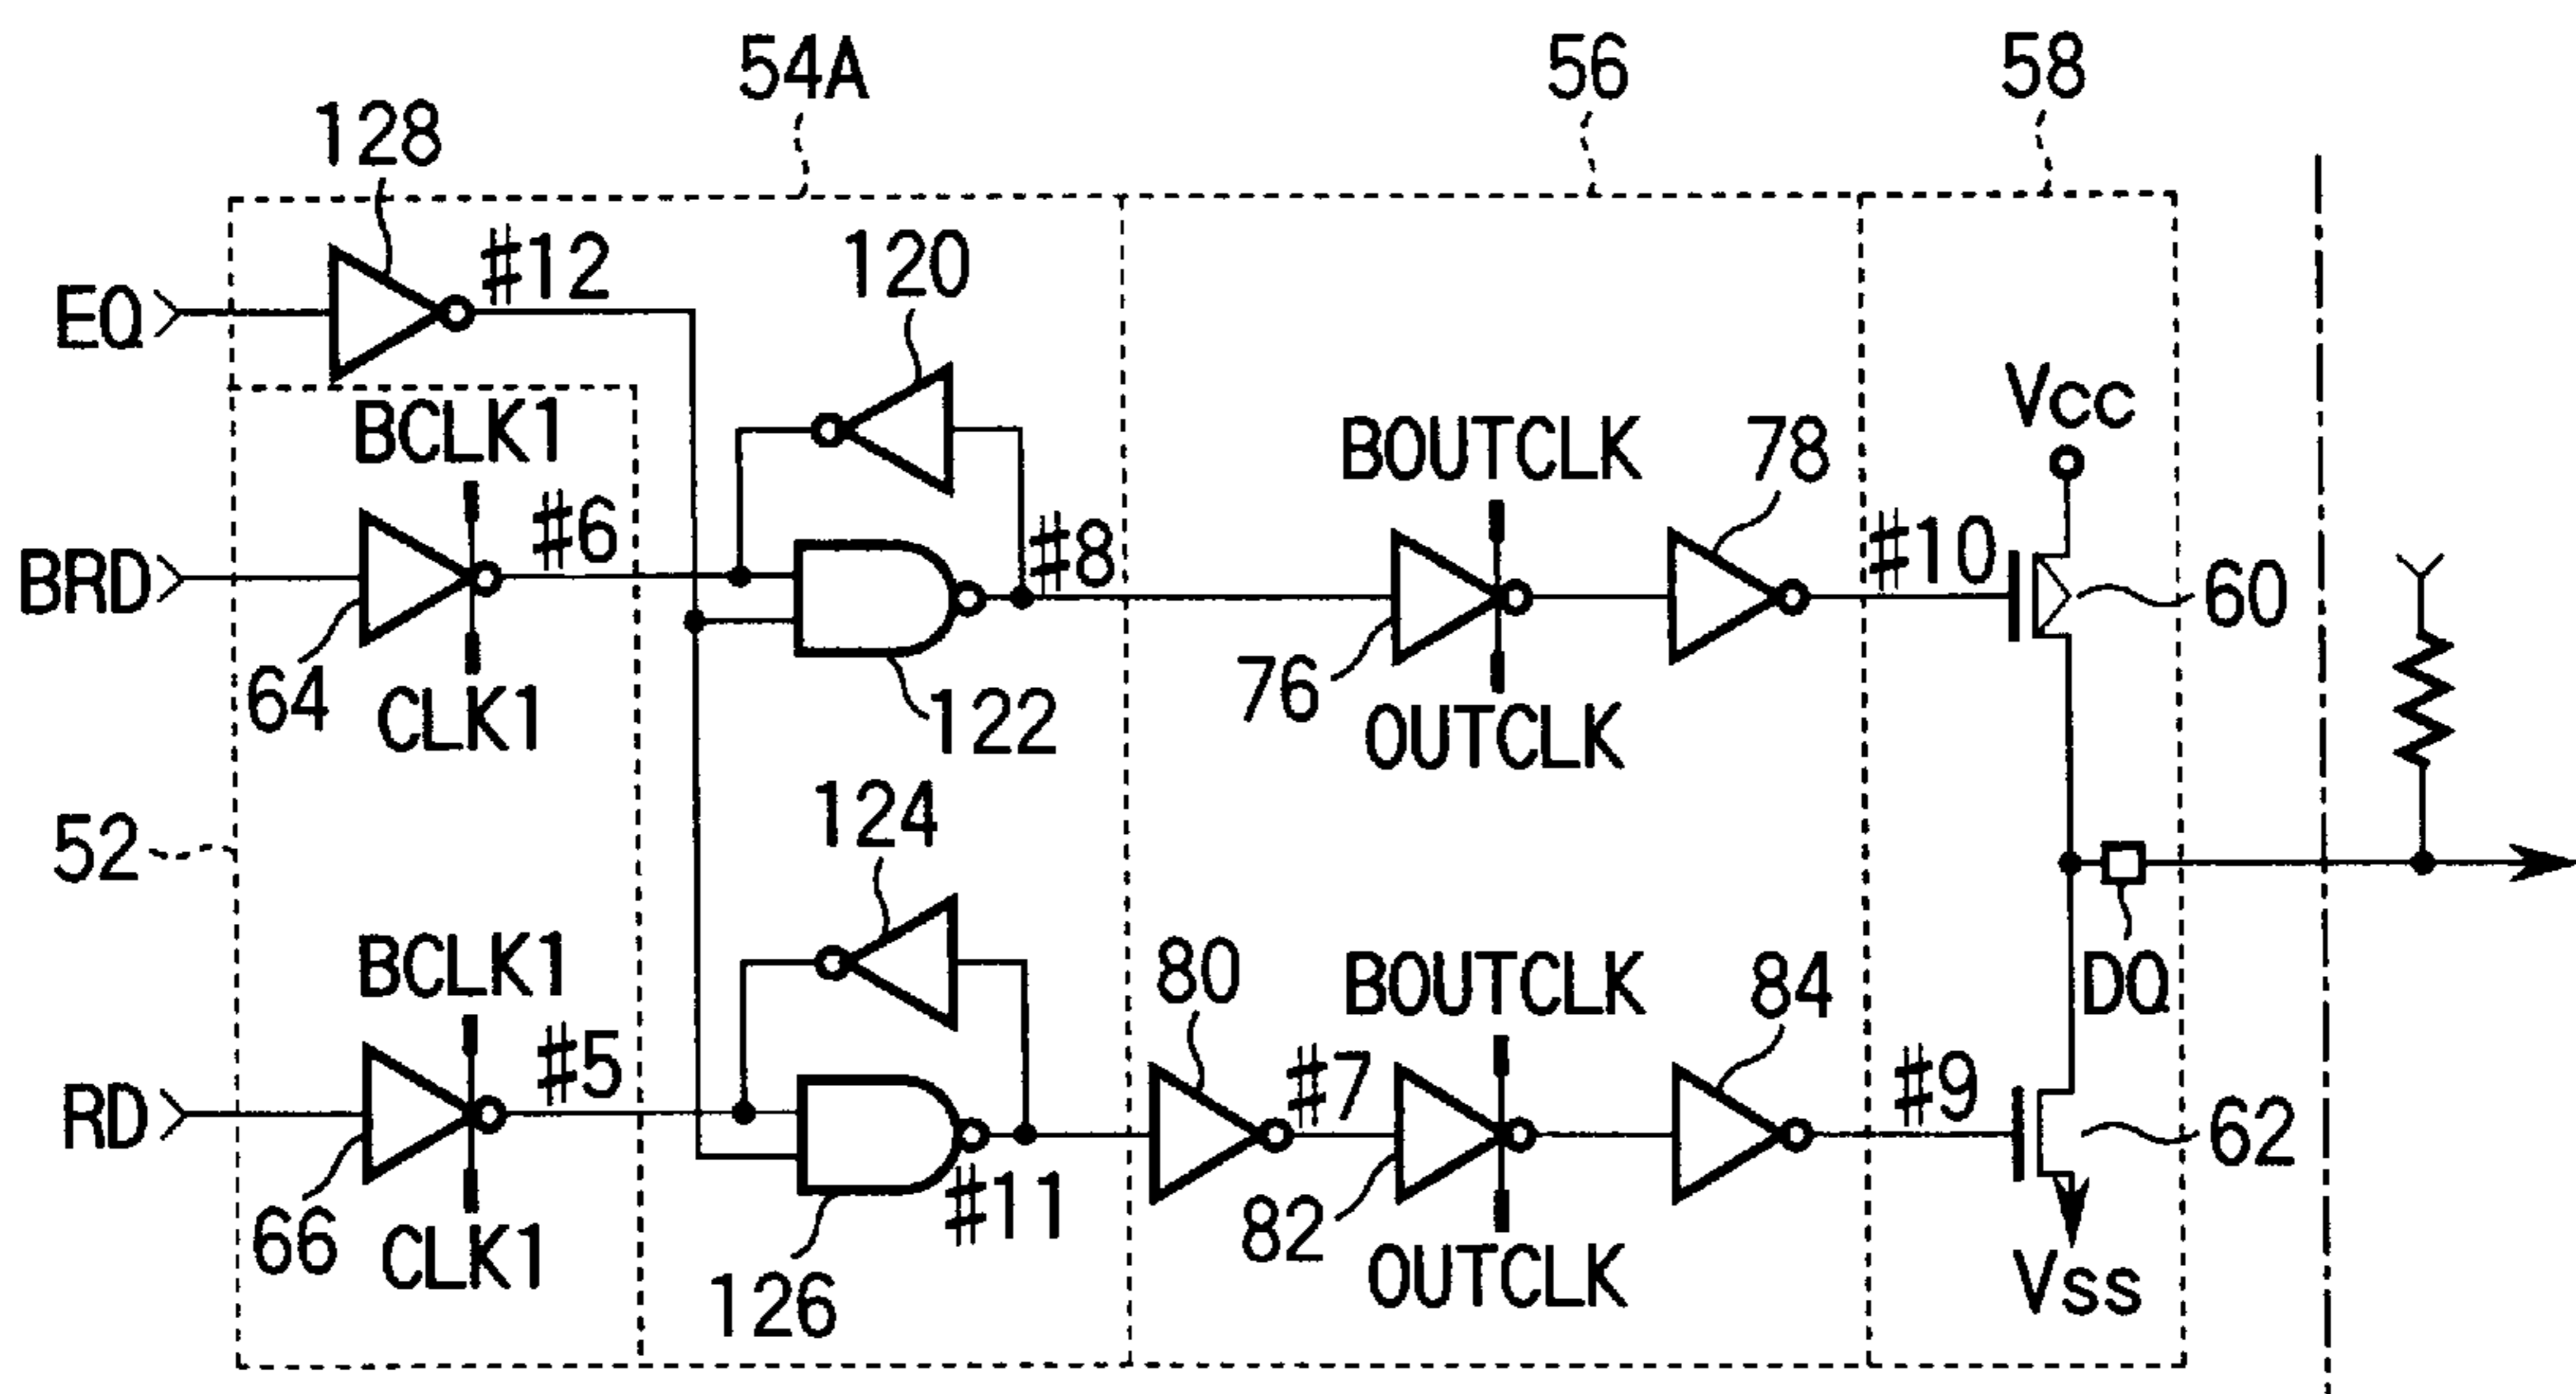 54A
56
58
128
#12
120
EQ
BCLK1
BOUTCLK
78
Vcc
#6
#8
#10
BRD
60
64
CLK1
122
76
OUTCLK
52
124
80
BCLK1
BOUTCLK
84
DQ
RD
#5
#7
#9
62
66
CLK1
126
#11
82
OUTCLK
Vss